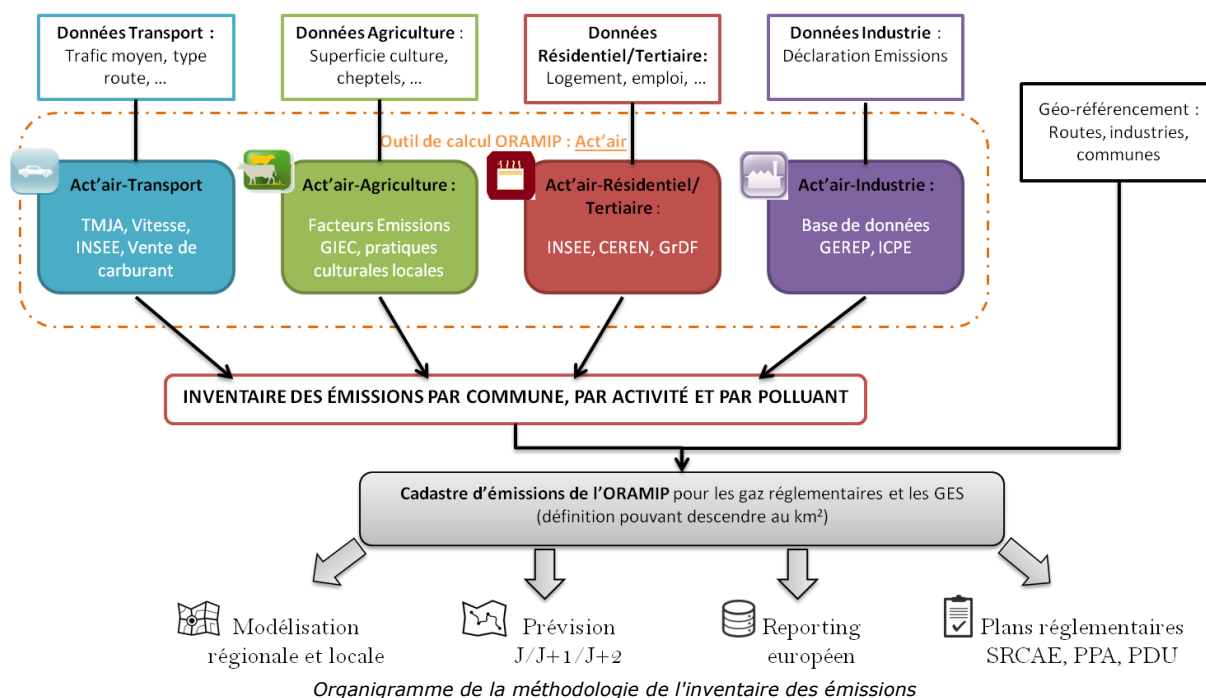 Données Transport :
Trafic moyen, type
route, ...
Données Agriculture :
Superficie culture,
cheptels, ...
Données
Résidentiel/Tertiaire:
Logement, emploi, ...
Données Industrie :
Déclaration Emissions
Géo-référencement :
Routes, industries,
communes
Outil de calcul ORAMIP : Act'air
Act'air-Transport
TMJA, Vitesse,
INSEE, Vente de
carburant
Act'air-Agriculture :
Facteurs Emissions
GIEC, pratiques
culturales locales
Act'air-Résidentiel/
Tertiaire :
INSEE, CEREN, GrDF
Act'air-Industrie :
Base de données
GEREP, ICPE
INVENTAIRE DES ÉMISSIONS PAR COMMUNE, PAR ACTIVITÉ ET PAR POLLUANT
Cadastre d'émissions de l'ORAMIP pour les gaz réglementaires et les GES
(définition pouvant descendre au km²)
Modélisation
régionale et locale
Prévision
J/J+1/J+2
Reporting
européen
Plans réglementaires
SRCAE, PPA, PDU
Organigramme de la méthodologie de l'inventaire des émissions